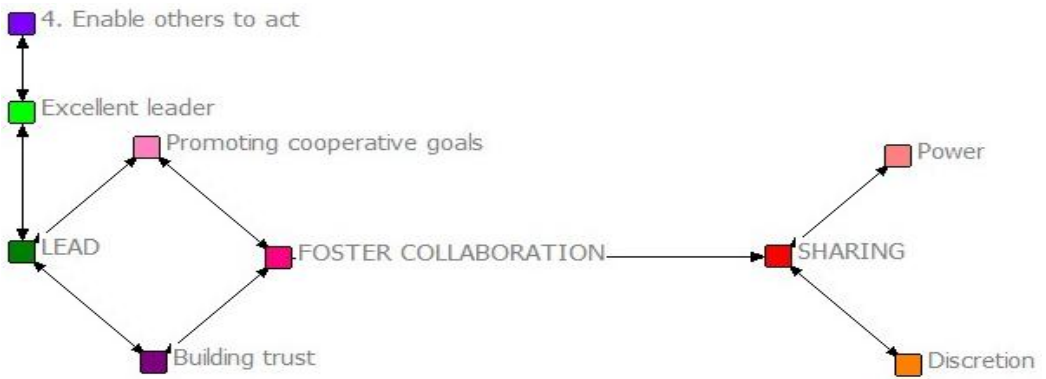 4. Enable others to act
Excellent leader
Promoting cooperative goals
Power
LEAD
FOSTER COLLABORATION
SHARING
Building trust
Discretion